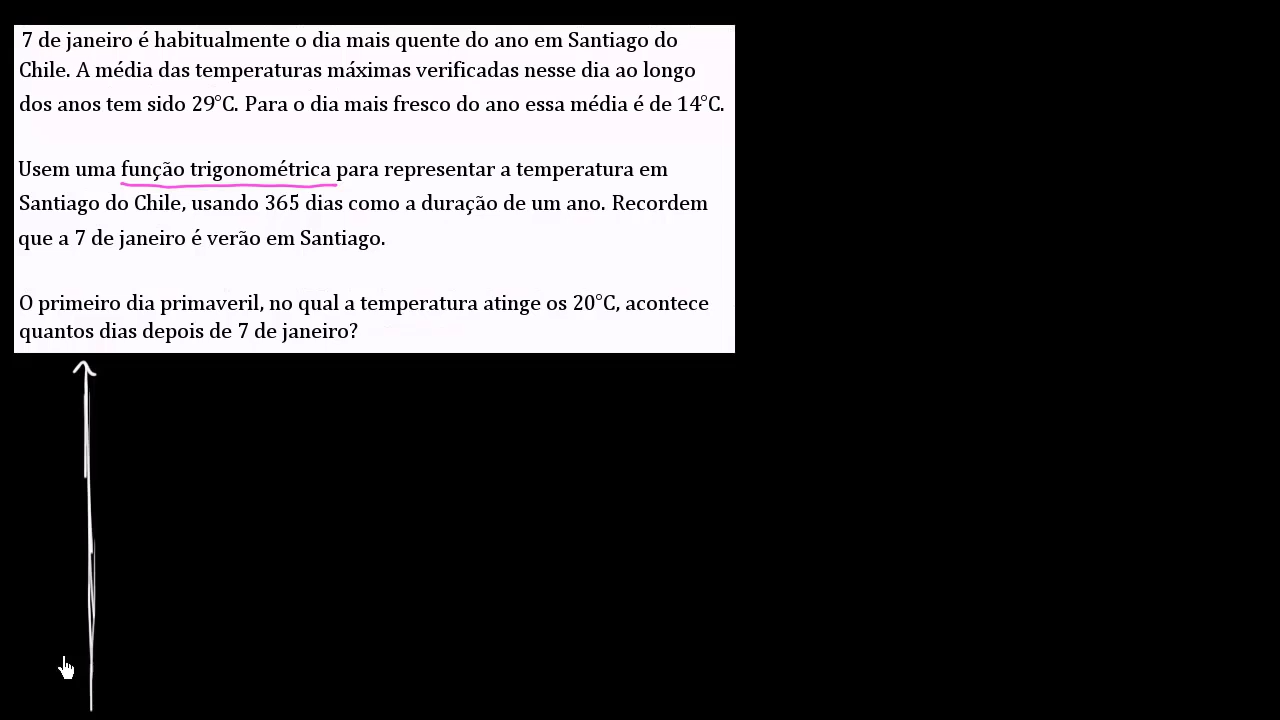 7 de janeiro é habitualmente o dia mais quente do ano em Santiago do
Chile. A média das temperaturas máximas verificadas nesse dia ao longo
dos anos tem sido 29°C. Para o dia mais fresco do ano essa média é de 14°C.
Usem uma função trigonométrica para representar a temperatura em
Santiago do Chile, usando 365 dias como a duração de um ano. Recordem
que a 7 de janeiro é verão em Santiago.
O primeiro dia primaveril, no qual a temperatura atinge os 20°C, acontece
quantos dias depois de 7 de janeiro?